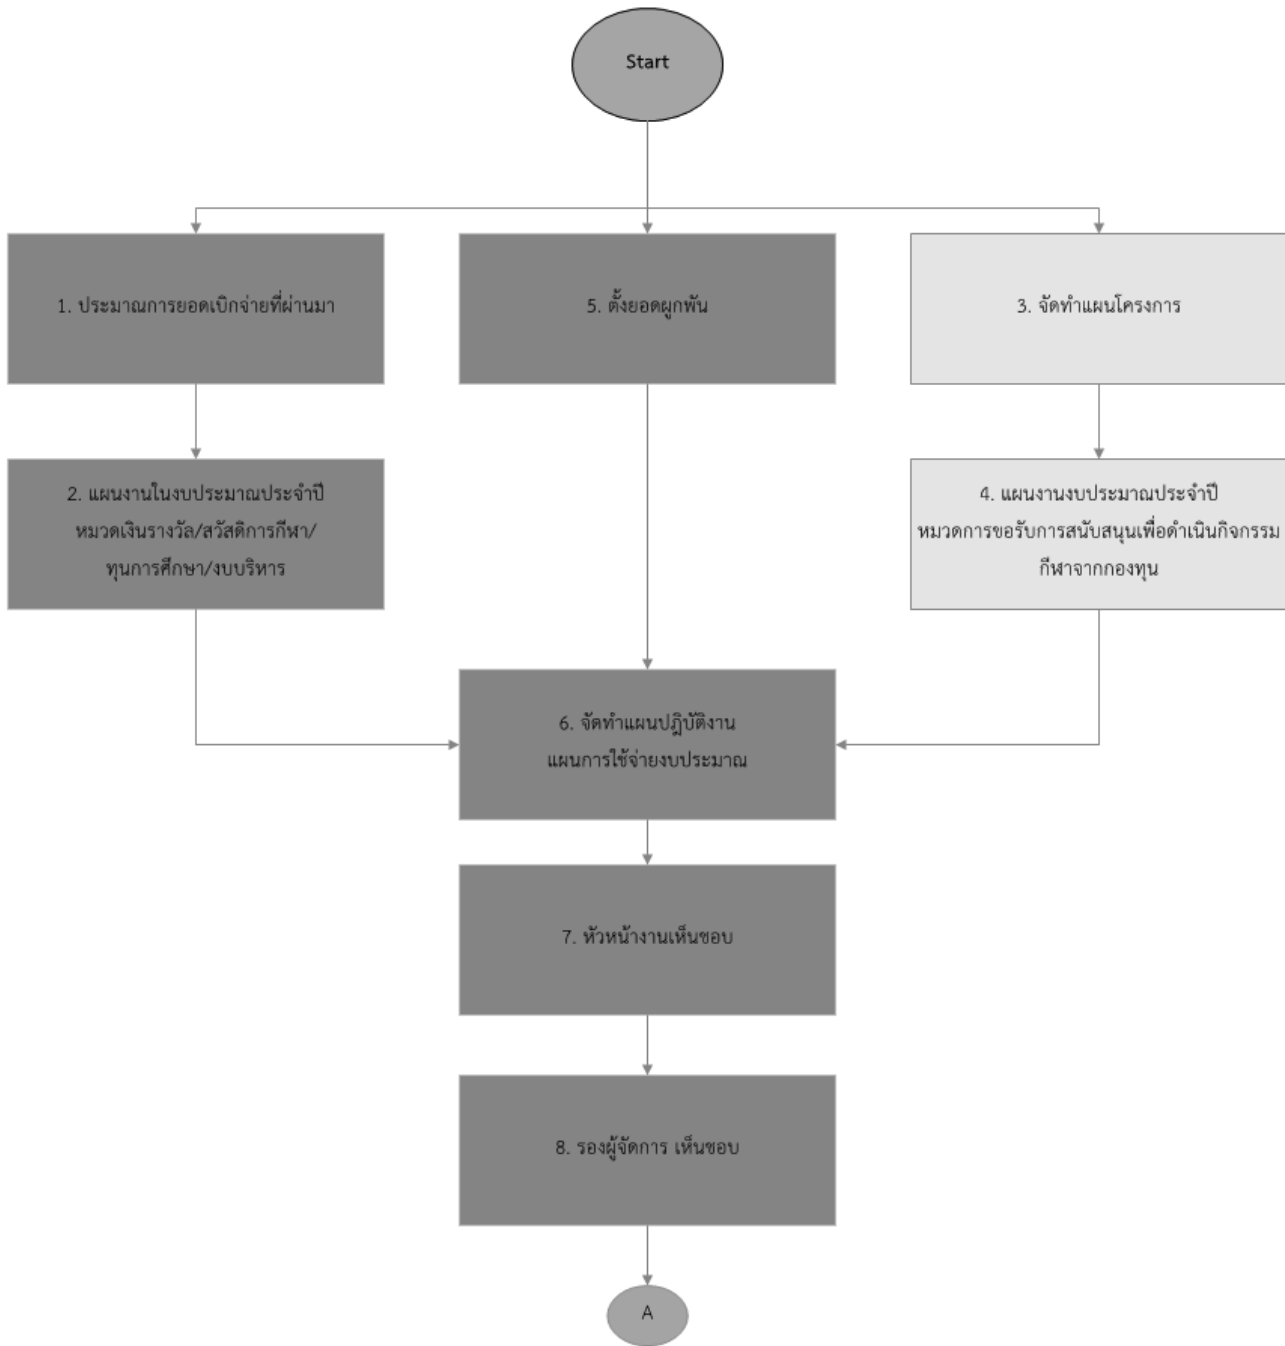 Start
1. ประมาณการยอดเบิกจ่ายที่ผ่านมา
5. ตั้งยอดผูกพัน
3. จัดทำแผนโครงการ
2. แผนงานในงบประมาณประจำปี
หมวดเงินรางวัล/สวัสดิการกีฬา/
ทุนการศึกษา/งบบริหาร
4. แผนงานงบประมาณประจำปี
หมวดการขอรับการสนับสนุนเพื่อดำเนินกิจกรรม
กีฬาจากกองทุน
6. จัดทำแผนปฏิบัติงาน
แผนการใช้จ่ายงบประมาณ
7. หัวหน้างานเห็นชอบ
8. รองผู้จัดการ เห็นชอบ
A